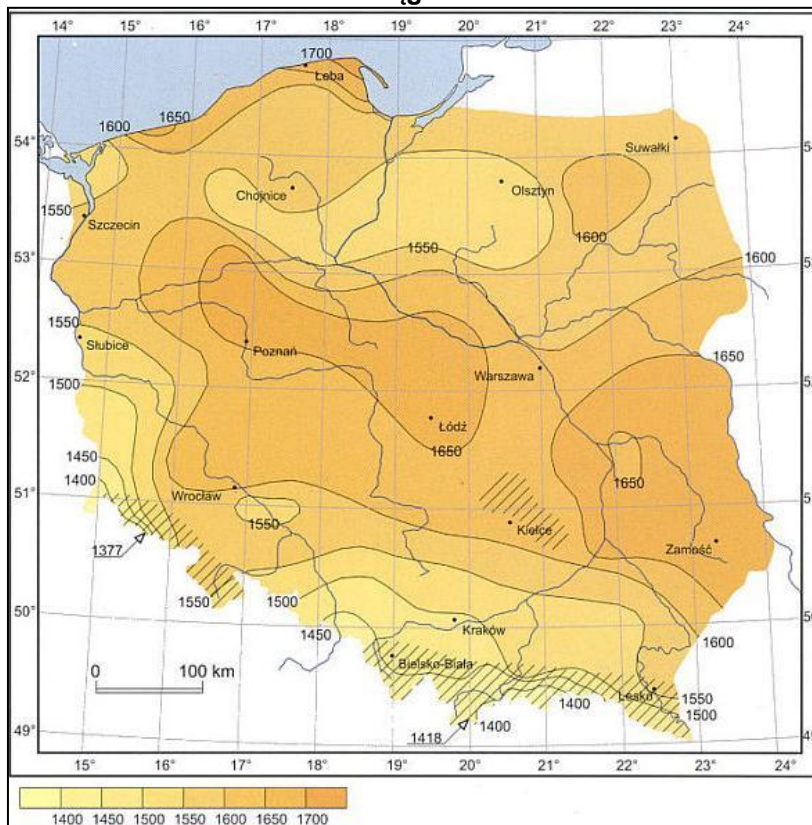 14° 15° 16° 17° 18° 19° 20° 21° 22° 23° 24°
1700
Łeba
1650
1600
54°
Suwałki
Chojnice
Olsztyn
1550
Szczecin
1550
1600
1600
53°
1550
Słubice
Poznań
1650
Warszawa
52°
1500
Łódź
1650
1450
1400
51°
Wrocław
1550
1650
Kielce
Zamość
1377
50°
1550
1500
1450
Kraków
1600
0 100 km
Bielsko-Biała
Lesko
1550
1500
1400
1400
49°
1418
15° 16° 17° 18° 19° 20° 21° 22° 23°
1400 1450 1500 1550 1600 1650 1700